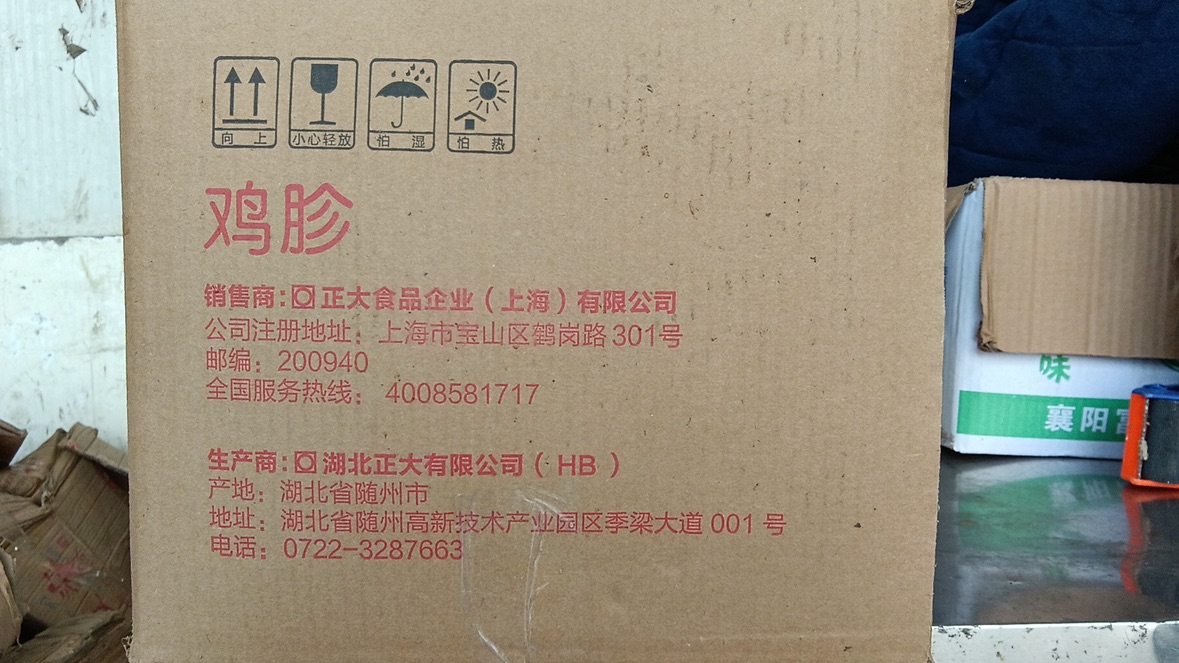 向 上
小心轻放
怕 湿
怕 热
鸡胗
销售商:正大食品企业(上海)有限公司
公司注册地址:上海市宝山区鹤岗路301号
邮编:200940
全国服务热线: 4008581717
生产商:湖北正大有限公司( HB )
产地:湖北省随州市
地址:湖北省随州高新技术产业园区季梁大道 001 号
电话:0722-3287663
味
襄阳